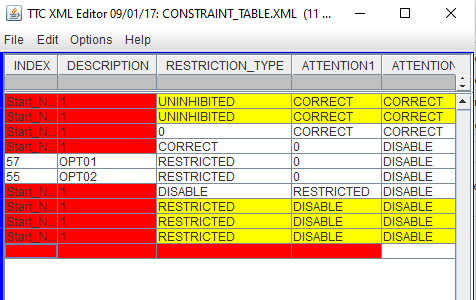 TTC XML Editor 09/01/17: CONSTRAINT_TABLE.XML (11 ...
File Edit Options Help
INDEX DESCRIPTION RESTRICTION_TYPE ATTENTION1 ATTENTION
Start_N... 1 UNINHIBITED CORRECT CORRECT
Start_N... 1 UNINHIBITED CORRECT CORRECT
Start_N... 1 0 CORRECT CORRECT
Start_N... 1 CORRECT 0 DISABLE
57 OPT01 RESTRICTED 0 DISABLE
55 OPT02 RESTRICTED 0 DISABLE
Start_N... 1 DISABLE RESTRICTED DISABLE
Start_N... 1 RESTRICTED DISABLE DISABLE
Start_N... 1 RESTRICTED DISABLE DISABLE
Start_N... 1 RESTRICTED DISABLE DISABLE